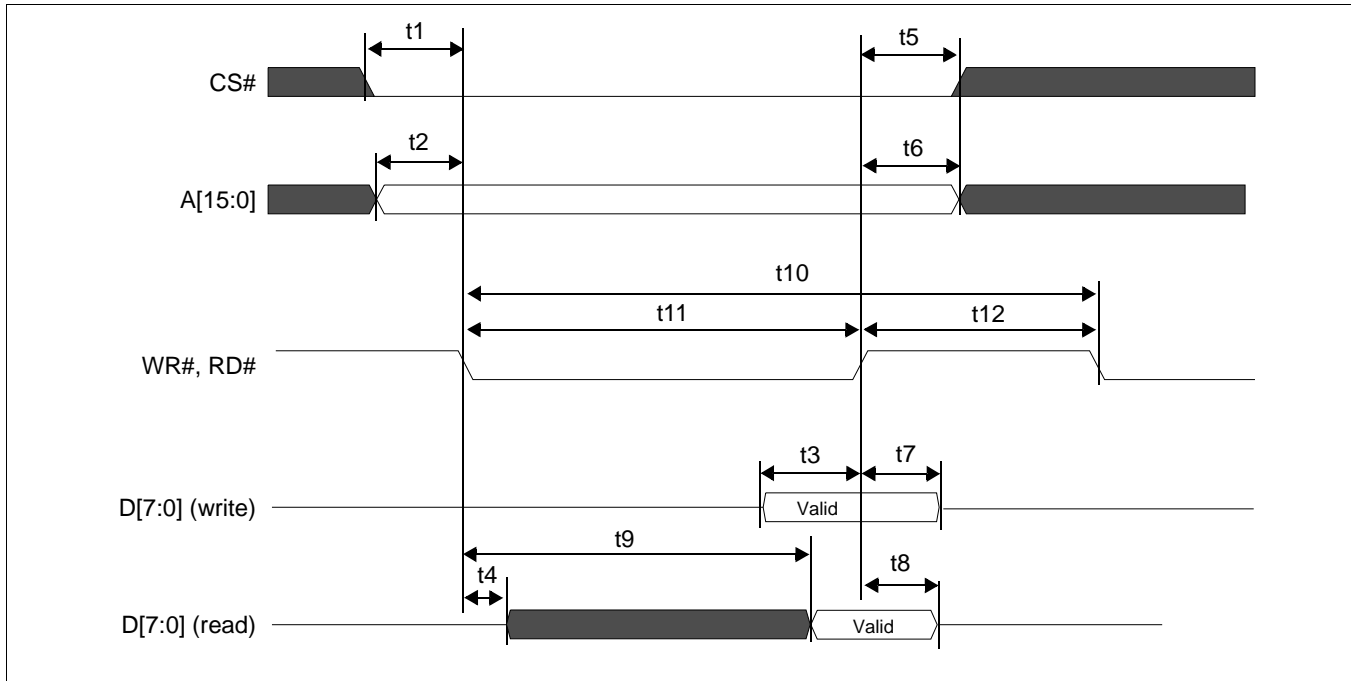 t1
t5
CS#
t2
t6
A[15:0]
t10
t11
t12
WR#, RD#
t3
t7
D[7:0] (write)
Valid
t9
t4
t8
D[7:0] (read)
Valid